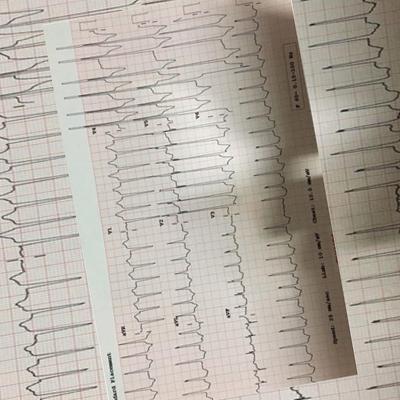 F 60~ 0.15-100 Hz
Speed: 25 mm/sec
Limb: 10 mm/mV
Chest: 10.0 mm/mV
aVR
aVL
aVF
V1
V2
V3
V4
V5
V6
dard Placement